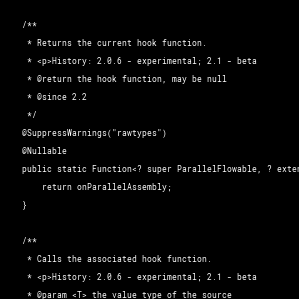 /**
* Returns the current hook function.
* <p>History: 2.0.6 - experimental; 2.1 - beta
* @return the hook function, may be null
* @since 2.2
*/
@SuppressWarnings("rawtypes")
@Nullable
public static Function<? super ParallelFlowable, ? exten
return onParallelAssembly;
}
/**
* Calls the associated hook function.
* <p>History: 2.0.6 - experimental; 2.1 - beta
* @param <T> the value type of the source